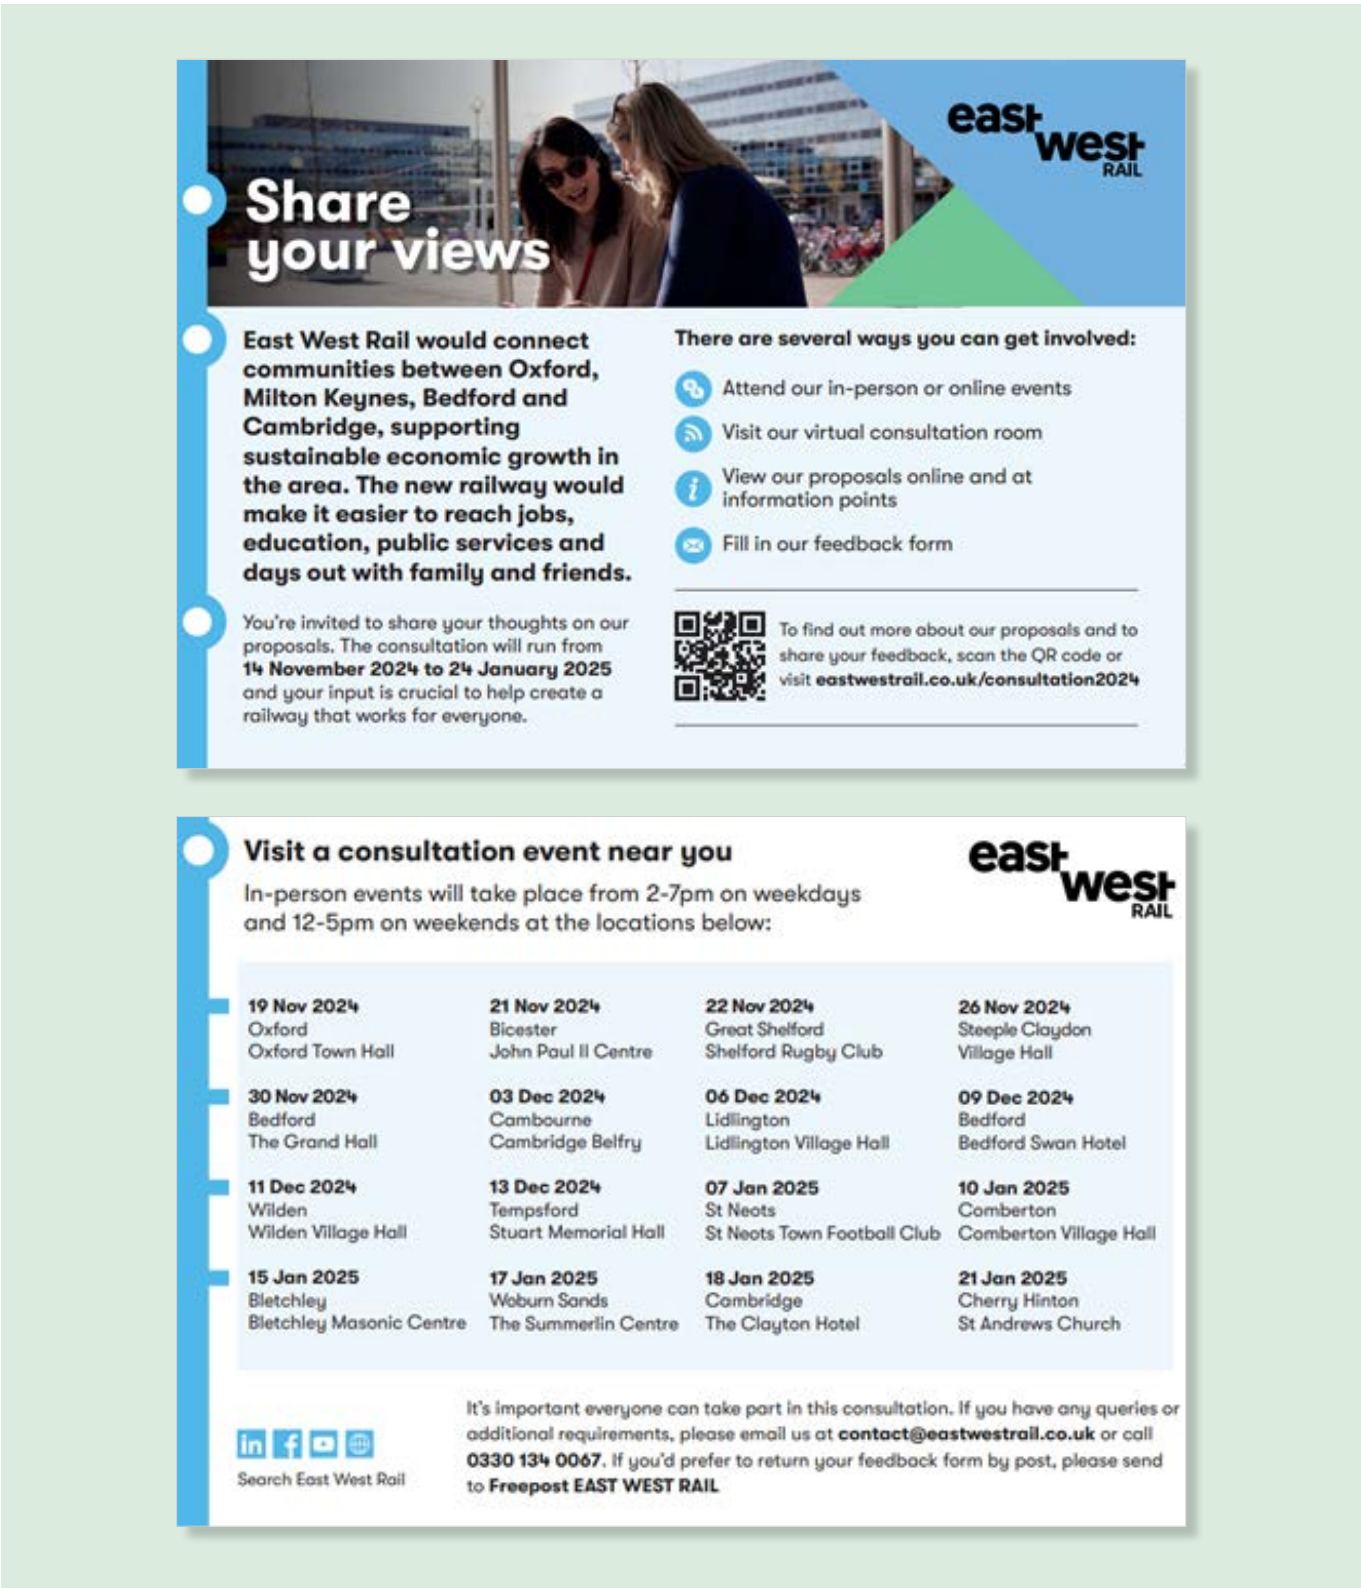 east
west
RAIL
Share
your views
East West Rail would connect
communities between Oxford,
Milton Keynes, Bedford and
Cambridge, supporting
sustainable economic growth in
the area. The new railway would
make it easier to reach jobs,
education, public services and
days out with family and friends.
You're invited to share your thoughts on our
proposals. The consultation will run from
14 November 2024 to 24 January 2025
and your input is crucial to help create a
railway that works for everyone.
There are several ways you can get involved:
Attend our in-person or online events
Visit our virtual consultation room
View our proposals online and at
information points
Fill in our feedback form
To find out more about our proposals and to
share your feedback, scan the QR code or
visit eastwestrail.co.uk/consultation2024
Visit a consultation event near you
In-person events will take place from 2-7pm on weekdays
and 12-5pm on weekends at the locations below:
east
west
RAIL
19 Nov 2024
Oxford
Oxford Town Hall
21 Nov 2024
Bicester
John Paul II Centre
22 Nov 2024
Great Shelford
Shelford Rugby Club
26 Nov 2024
Steeple Claydon
Village Hall
30 Nov 2024
Bedford
The Grand Hall
03 Dec 2024
Cambourne
Cambridge Belfry
06 Dec 2024
Lidlington
Lidlington Village Hall
09 Dec 2024
Bedford
Bedford Swan Hotel
11 Dec 2024
Wilden
Wilden Village Hall
13 Dec 2024
Tempsford
Stuart Memorial Hall
07 Jan 2025
St Neots
St Neots Town Football Club
10 Jan 2025
Comberton
Comberton Village Hall
15 Jan 2025
Bletchley
Bletchley Masonic Centre
17 Jan 2025
Woburn Sands
The Summerlin Centre
18 Jan 2025
Cambridge
The Clayton Hotel
21 Jan 2025
Cherry Hinton
St Andrews Church
in f
Search East West Rail
It's important everyone can take part in this consultation. If you have any queries or
additional requirements, please email us at contact@eastwestrail.co.uk or call
0330 134 0067. If you'd prefer to return your feedback form by post, please send
to Freepost EAST WEST RAIL